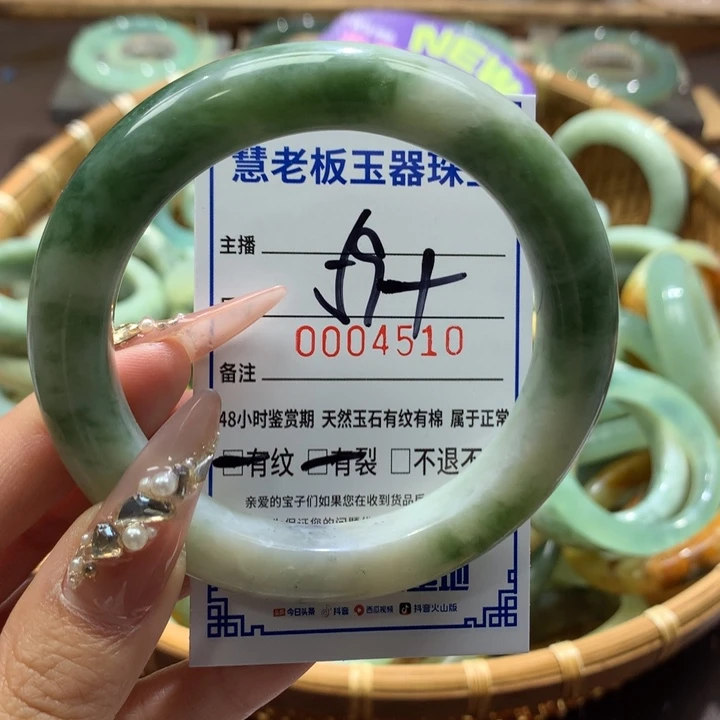 NEW
慧老板玉器珠
主播
0004510
备注
48小时鉴赏期 天然玉石有纹有棉 属于正常
有纹 有裂 不退不
亲爱的宝子们如果您在收到货品后
今日头条 抖音 西瓜视频 抖音火山版